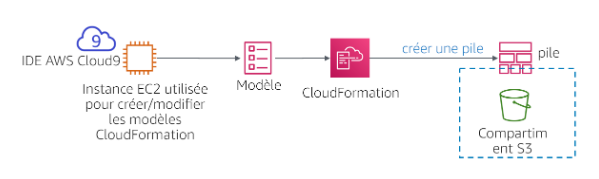 9
IDE AWS Cloud9
Instance EC2 utilisée
pour créer/modifier
les modèles
CloudFormation
Modèle
CloudFormation
créer une pile
pile
Compartim
ent S3